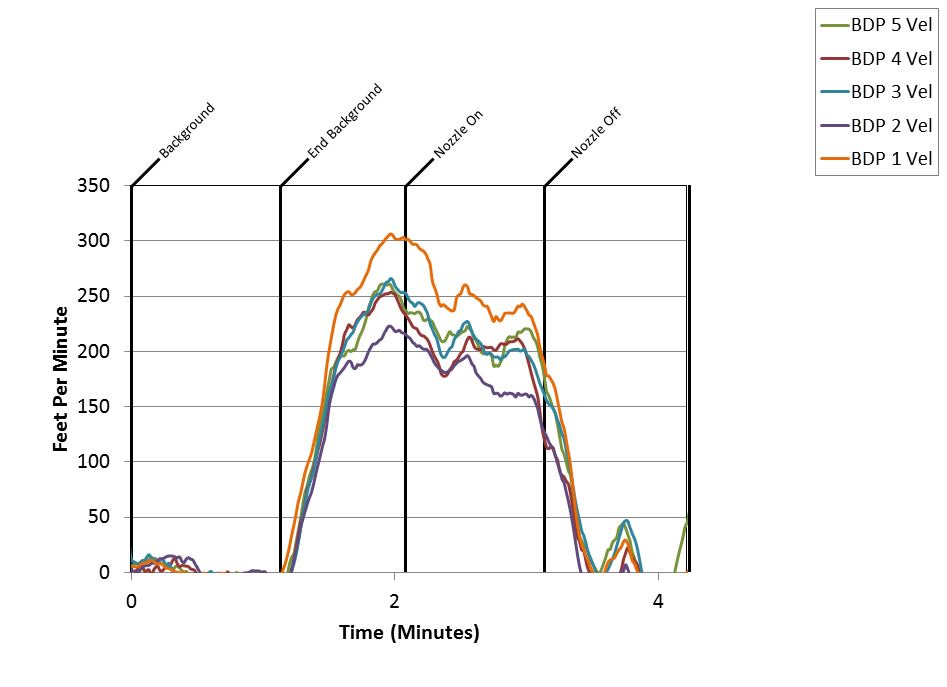 BDP 5 Vel
BDP 4 Vel
BDP 3 Vel
BDP 2 Vel
BDP 1 Vel
Background
End Background
Nozzle On
Nozzle Off
350
300
250
200
150
100
50
0
Feet Per Minute
0 2 4
Time (Minutes)